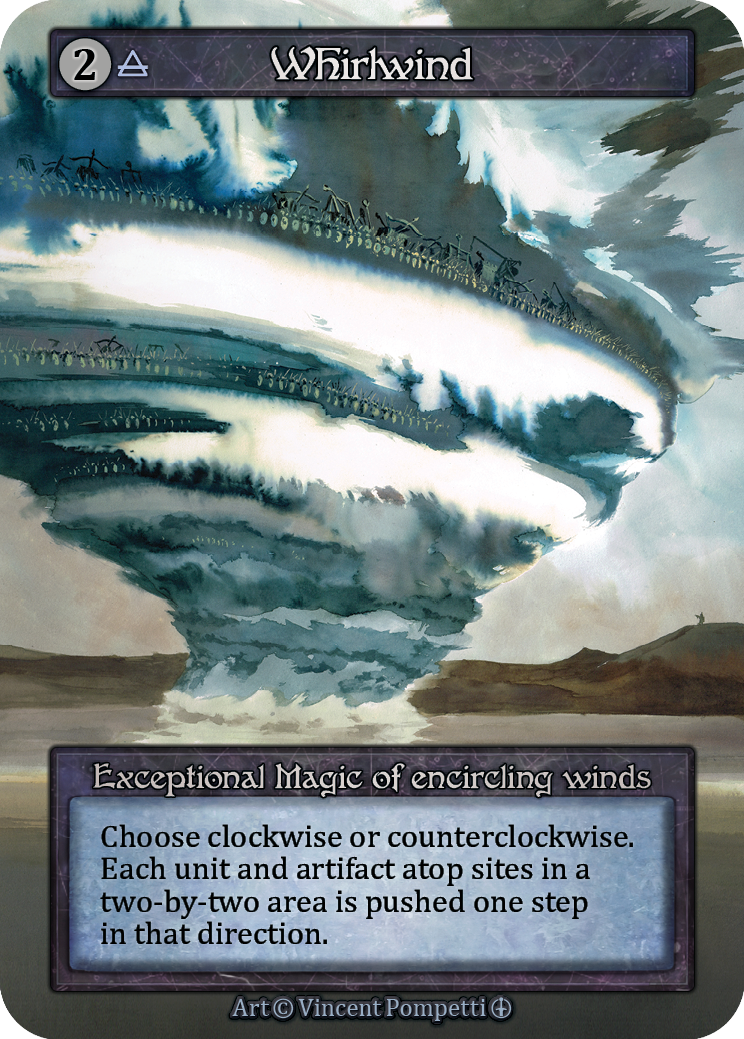 2 Whirlwind
Exceptional Magic of encircling winds
Choose clockwise or counterclockwise.
Each unit and artifact atop sites in a
two-by-two area is pushed one step
in that direction.
Art © Vincent Pompetti